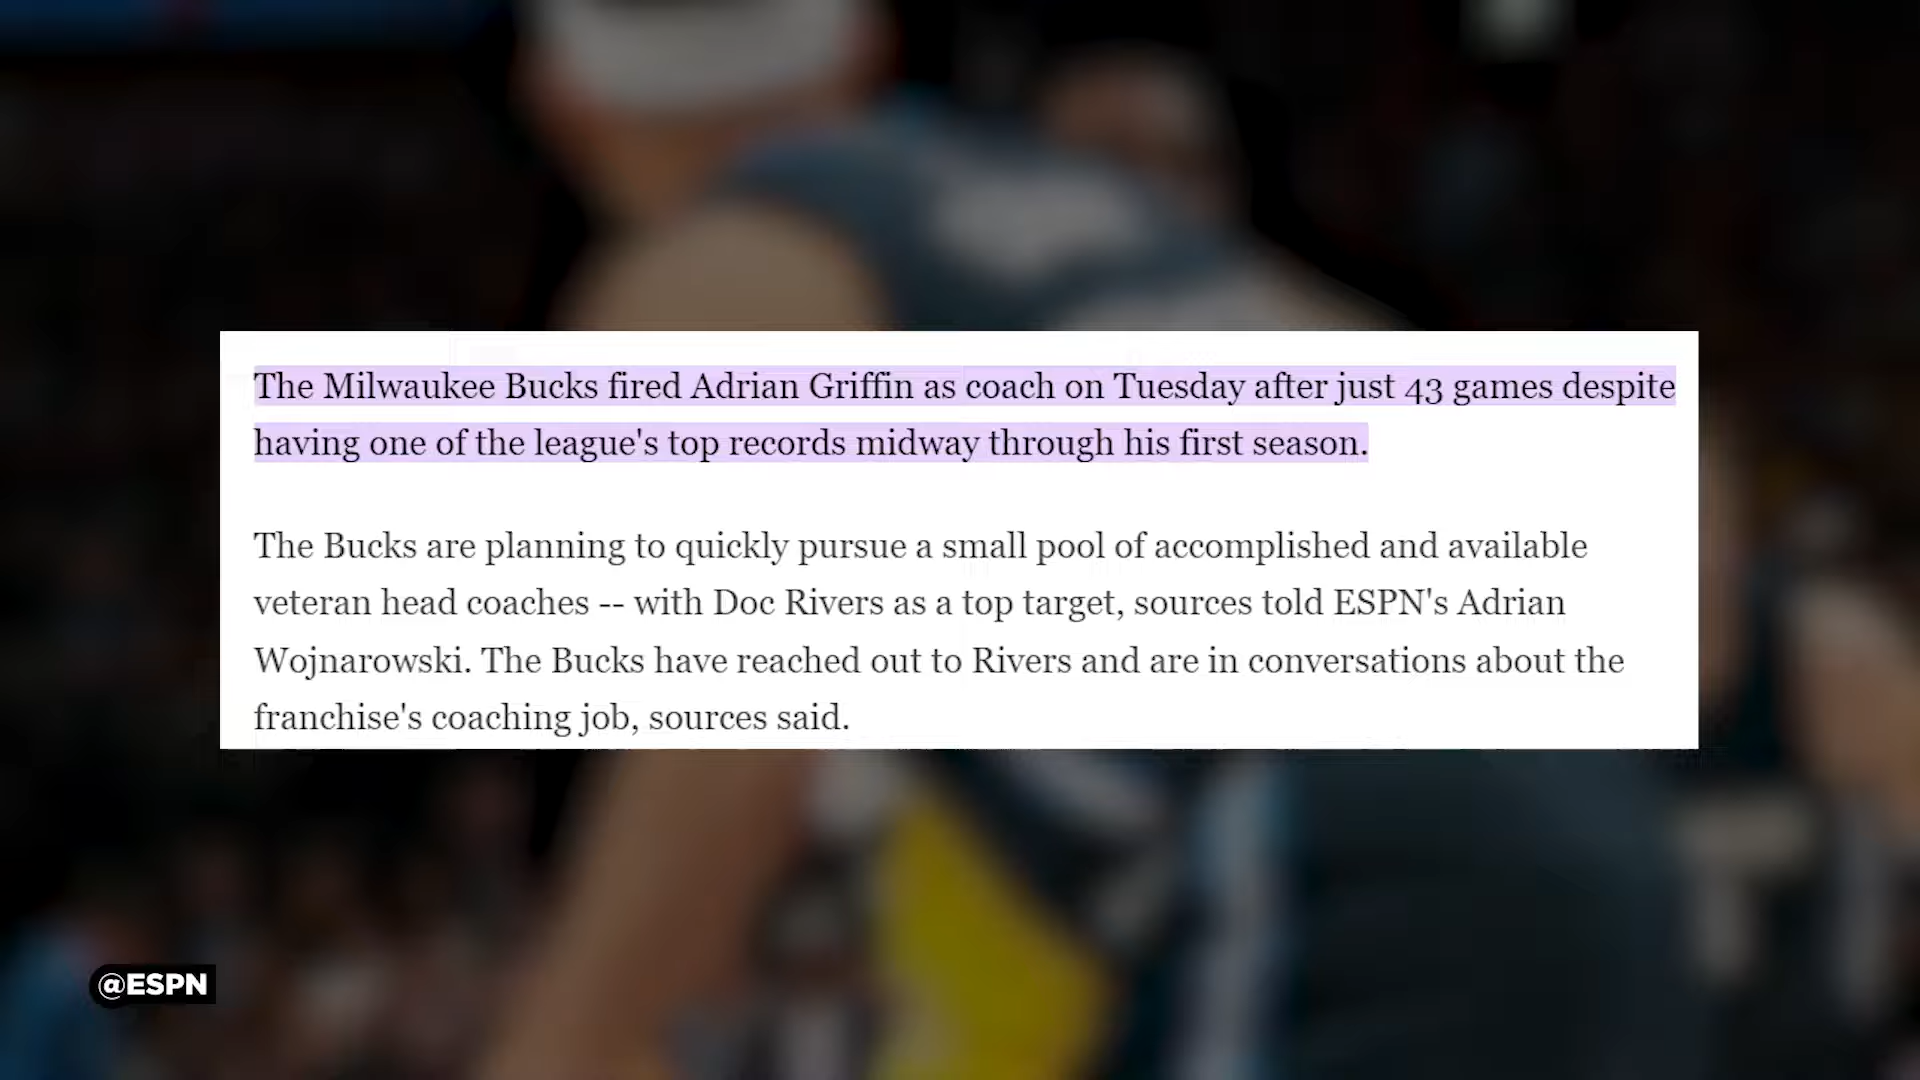 The Milwaukee Bucks fired Adrian Griffin as coach on Tuesday after just 43 games despite
having one of the league's top records midway through his first season.
The Bucks are planning to quickly pursue a small pool of accomplished and available
veteran head coaches -- with Doc Rivers as a top target, sources told ESPN's Adrian
Wojnarowski. The Bucks have reached out to Rivers and are in conversations about the
franchise's coaching job, sources said.
@ESPN